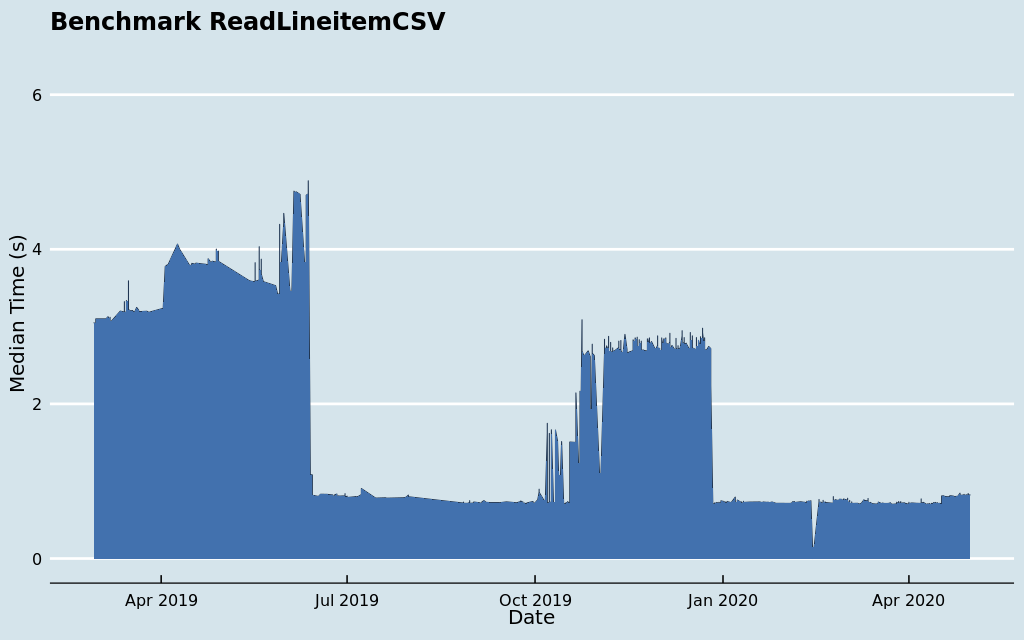 Benchmark ReadLineitemCSV
Median Time (s)
6
4
2
0
Apr 2019
Jul 2019
Oct 2019
Jan 2020
Apr 2020
Date